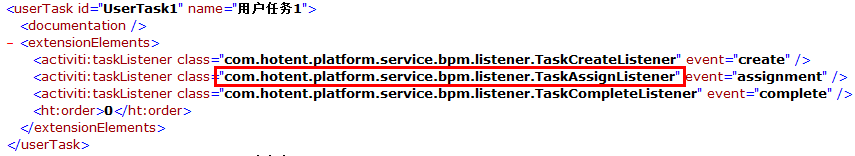 <userTask id="UserTask1" name="用户任务1">
<documentation />
- <extensionElements>
<activiti:taskListener class="com.hotent.platform.service.bpm.listener.TaskCreateListener" event="create" />
<activiti:taskListener class="com.hotent.platform.service.bpm.listener.TaskAssignListener" event="assignment" />
<activiti:taskListener class="com.hotent.platform.service.bpm.listener.TaskCompleteListener" event="complete" />
<ht:order>0</ht:order>
</extensionElements>
</userTask>